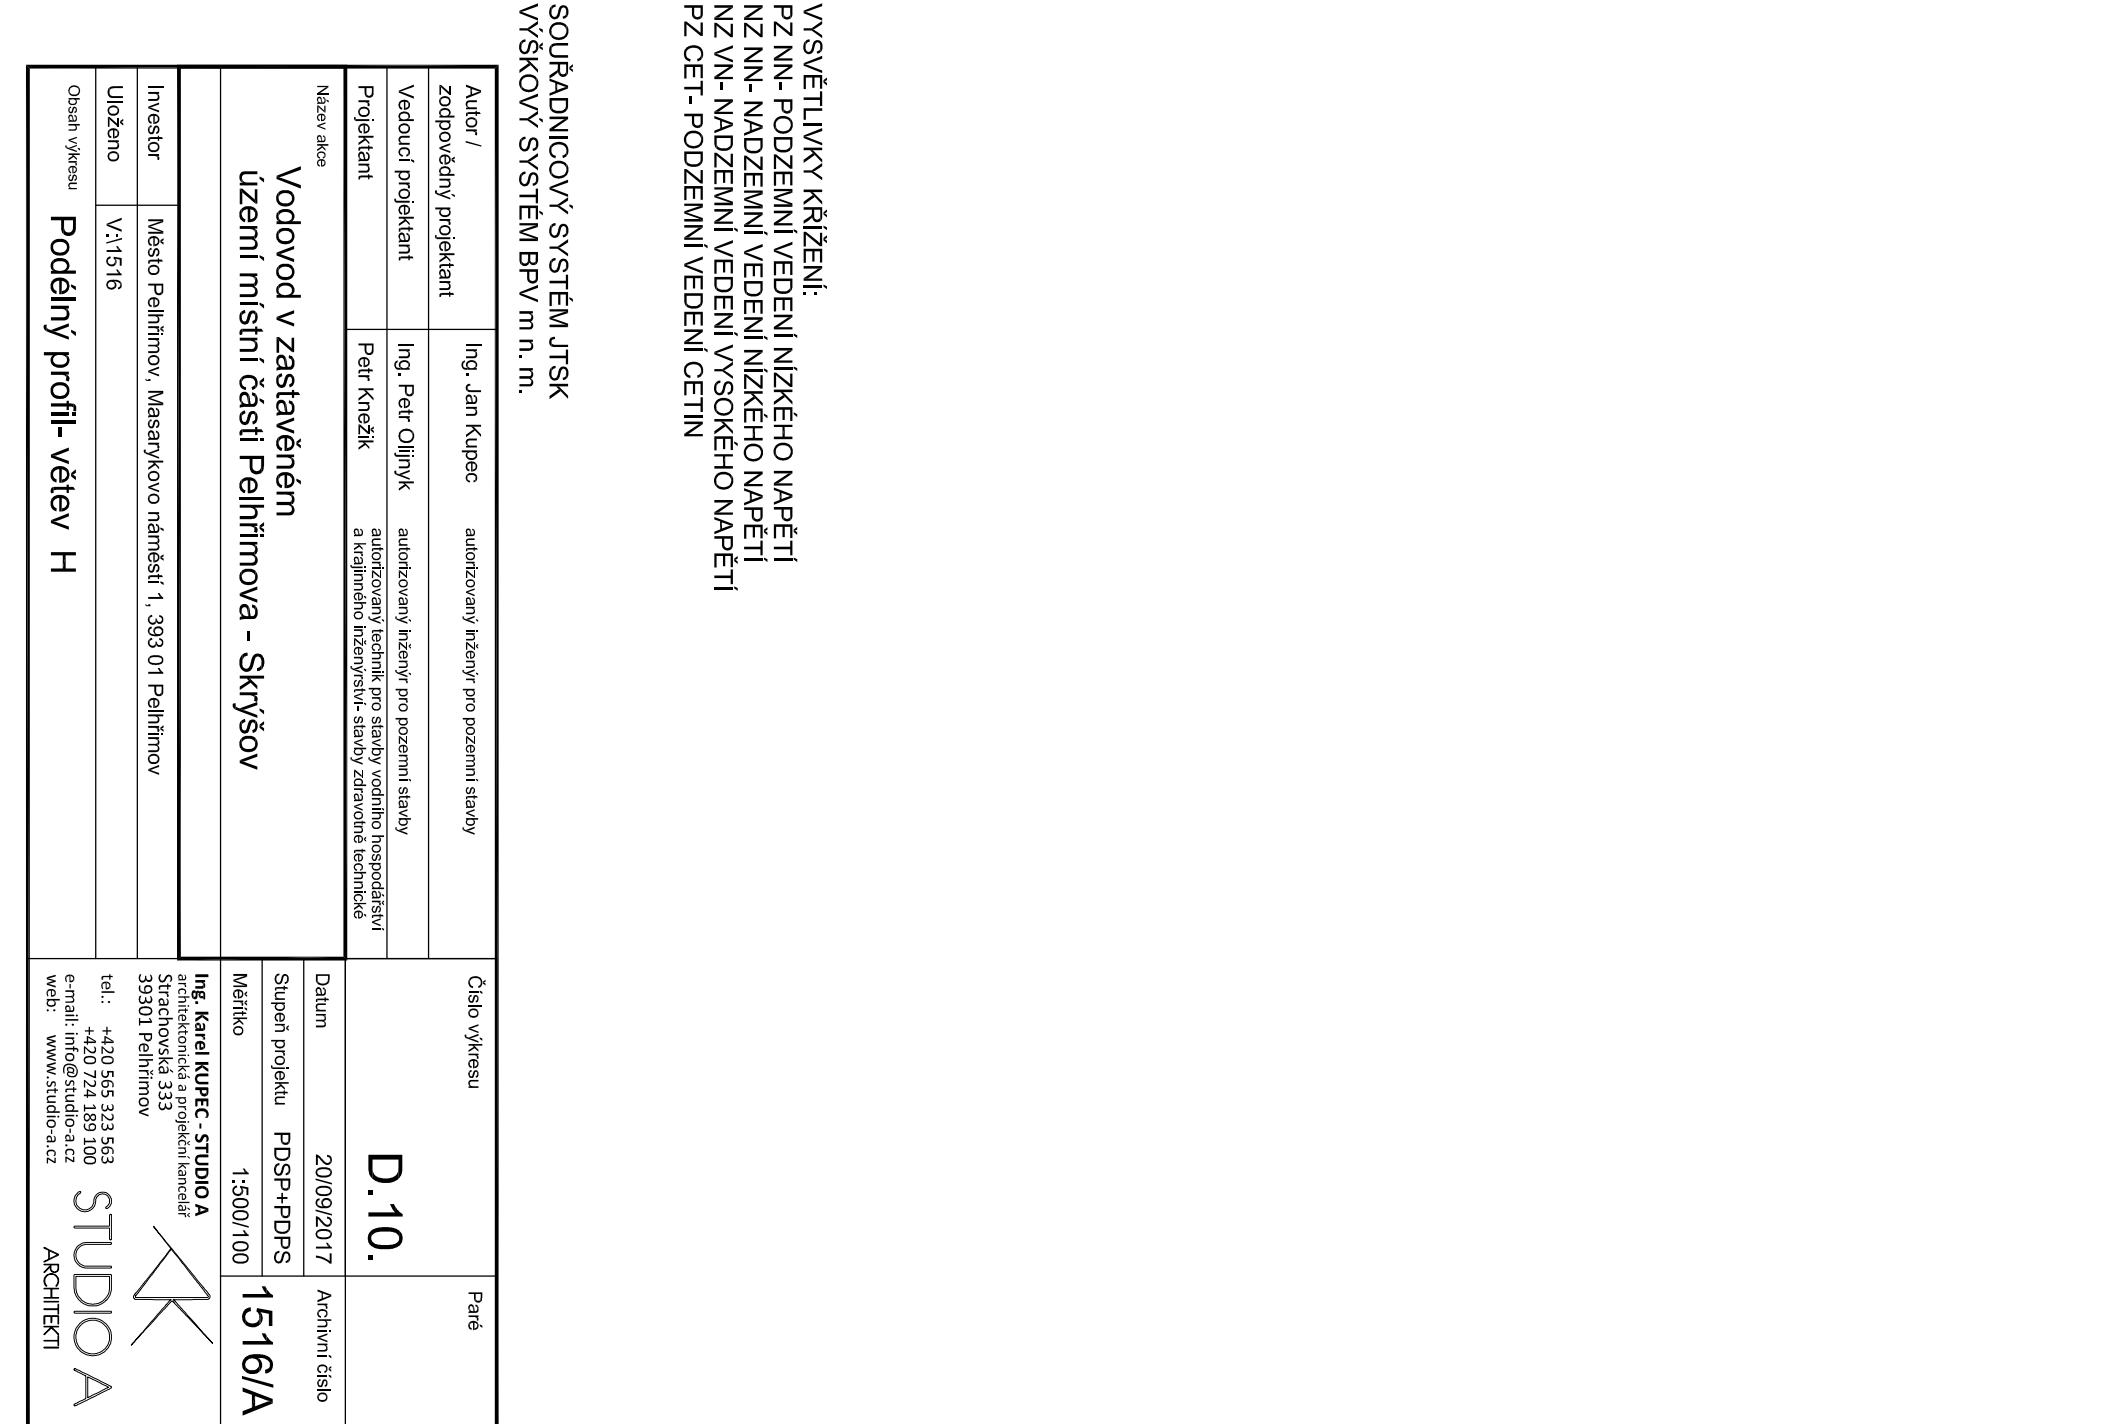 VYSVĚTLIVKY KŘÍŽENÍ:
PZ NN- PODZEMNÍ VEDENÍ NÍZKÉHO NAPĚTÍ
NZ NN- NADZEMNÍ VEDENÍ NÍZKÉHO NAPĚTÍ
NZ VN- NADZEMNÍ VEDENÍ VYSOKÉHO NAPĚTÍ
PZ CET- PODZEMNÍ VEDENÍ CETIN
SOUŘADNICOVÝ SYSTÉM JTSK
VÝŠKOVÝ SYSTÉM BPV m n. m.
Autor /
zodpovědný projektant
Ing. Jan Kupec
autorizovaný inženýr pro pozemní stavby
Vedoucí projektant
Ing. Petr Olijnyk
autorizovaný inženýr pro pozemní stavby
Projektant
Petr Knežik
autorizovaný technik pro stavby vodního hospodářství
a krajinného inženýrství- stavby zdravotně technické
Číslo výkresu
D.10.
Paré
Název akce
Vodovod v zastavěném
území místní části Pelhřimova - Skrýšov
Datum
20/09/2017
Stupeň projektu
PDSP+PDPS
Měřítko
1:500/100
Archivní číslo
1516/A
Investor
Město Pelhřimov, Masarykovo náměstí 1, 393 01 Pelhřimov
Uloženo
V:\1516
Obsah výkresu
Podélný profil- větev H
Ing. Karel KUPEC - STUDIO A
architektonická a projekční kancelář
Strachovská 333
39301 Pelhřimov
tel.: +420 565 323 563
+420 724 189 100
e-mail: info@studio-a.cz
web: www.studio-a.cz
STUDIO A
ARCHITEKTI